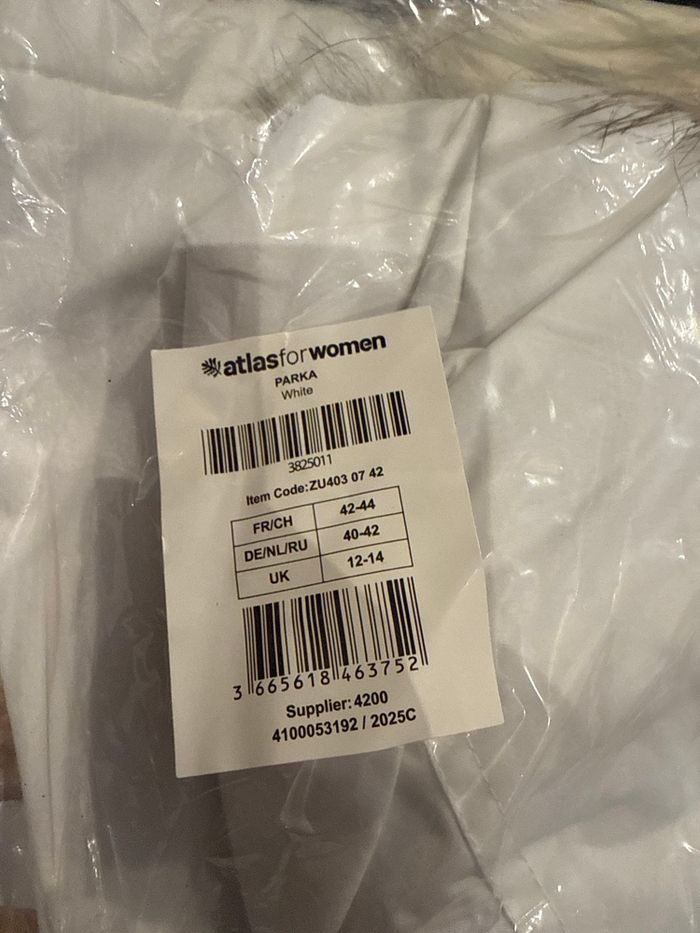 atlasforwomen
PARKA
White
3825011
Item Code:ZU403 07 42
FR/CH 42-44
DE/NL/RU 40-42
UK 12-14
3 665618 463752
Supplier: 4200
4100053192 / 2025C